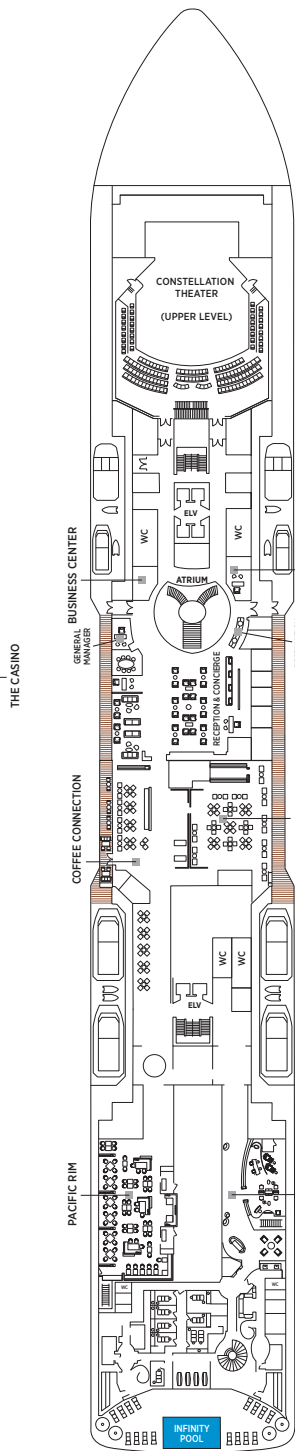 CONSTELLATION
THEATER
(UPPER LEVEL)
ELV
WC
WC
BUSINESS CENTER
ATRIUM
GENERAL
MANAGER
THE CASINO
RECEPTION & CONCIERGE
COFFEE CONNECTION
WC
WC
ELV
PACIFIC RIM
WC
WC
INFINITY
POOL